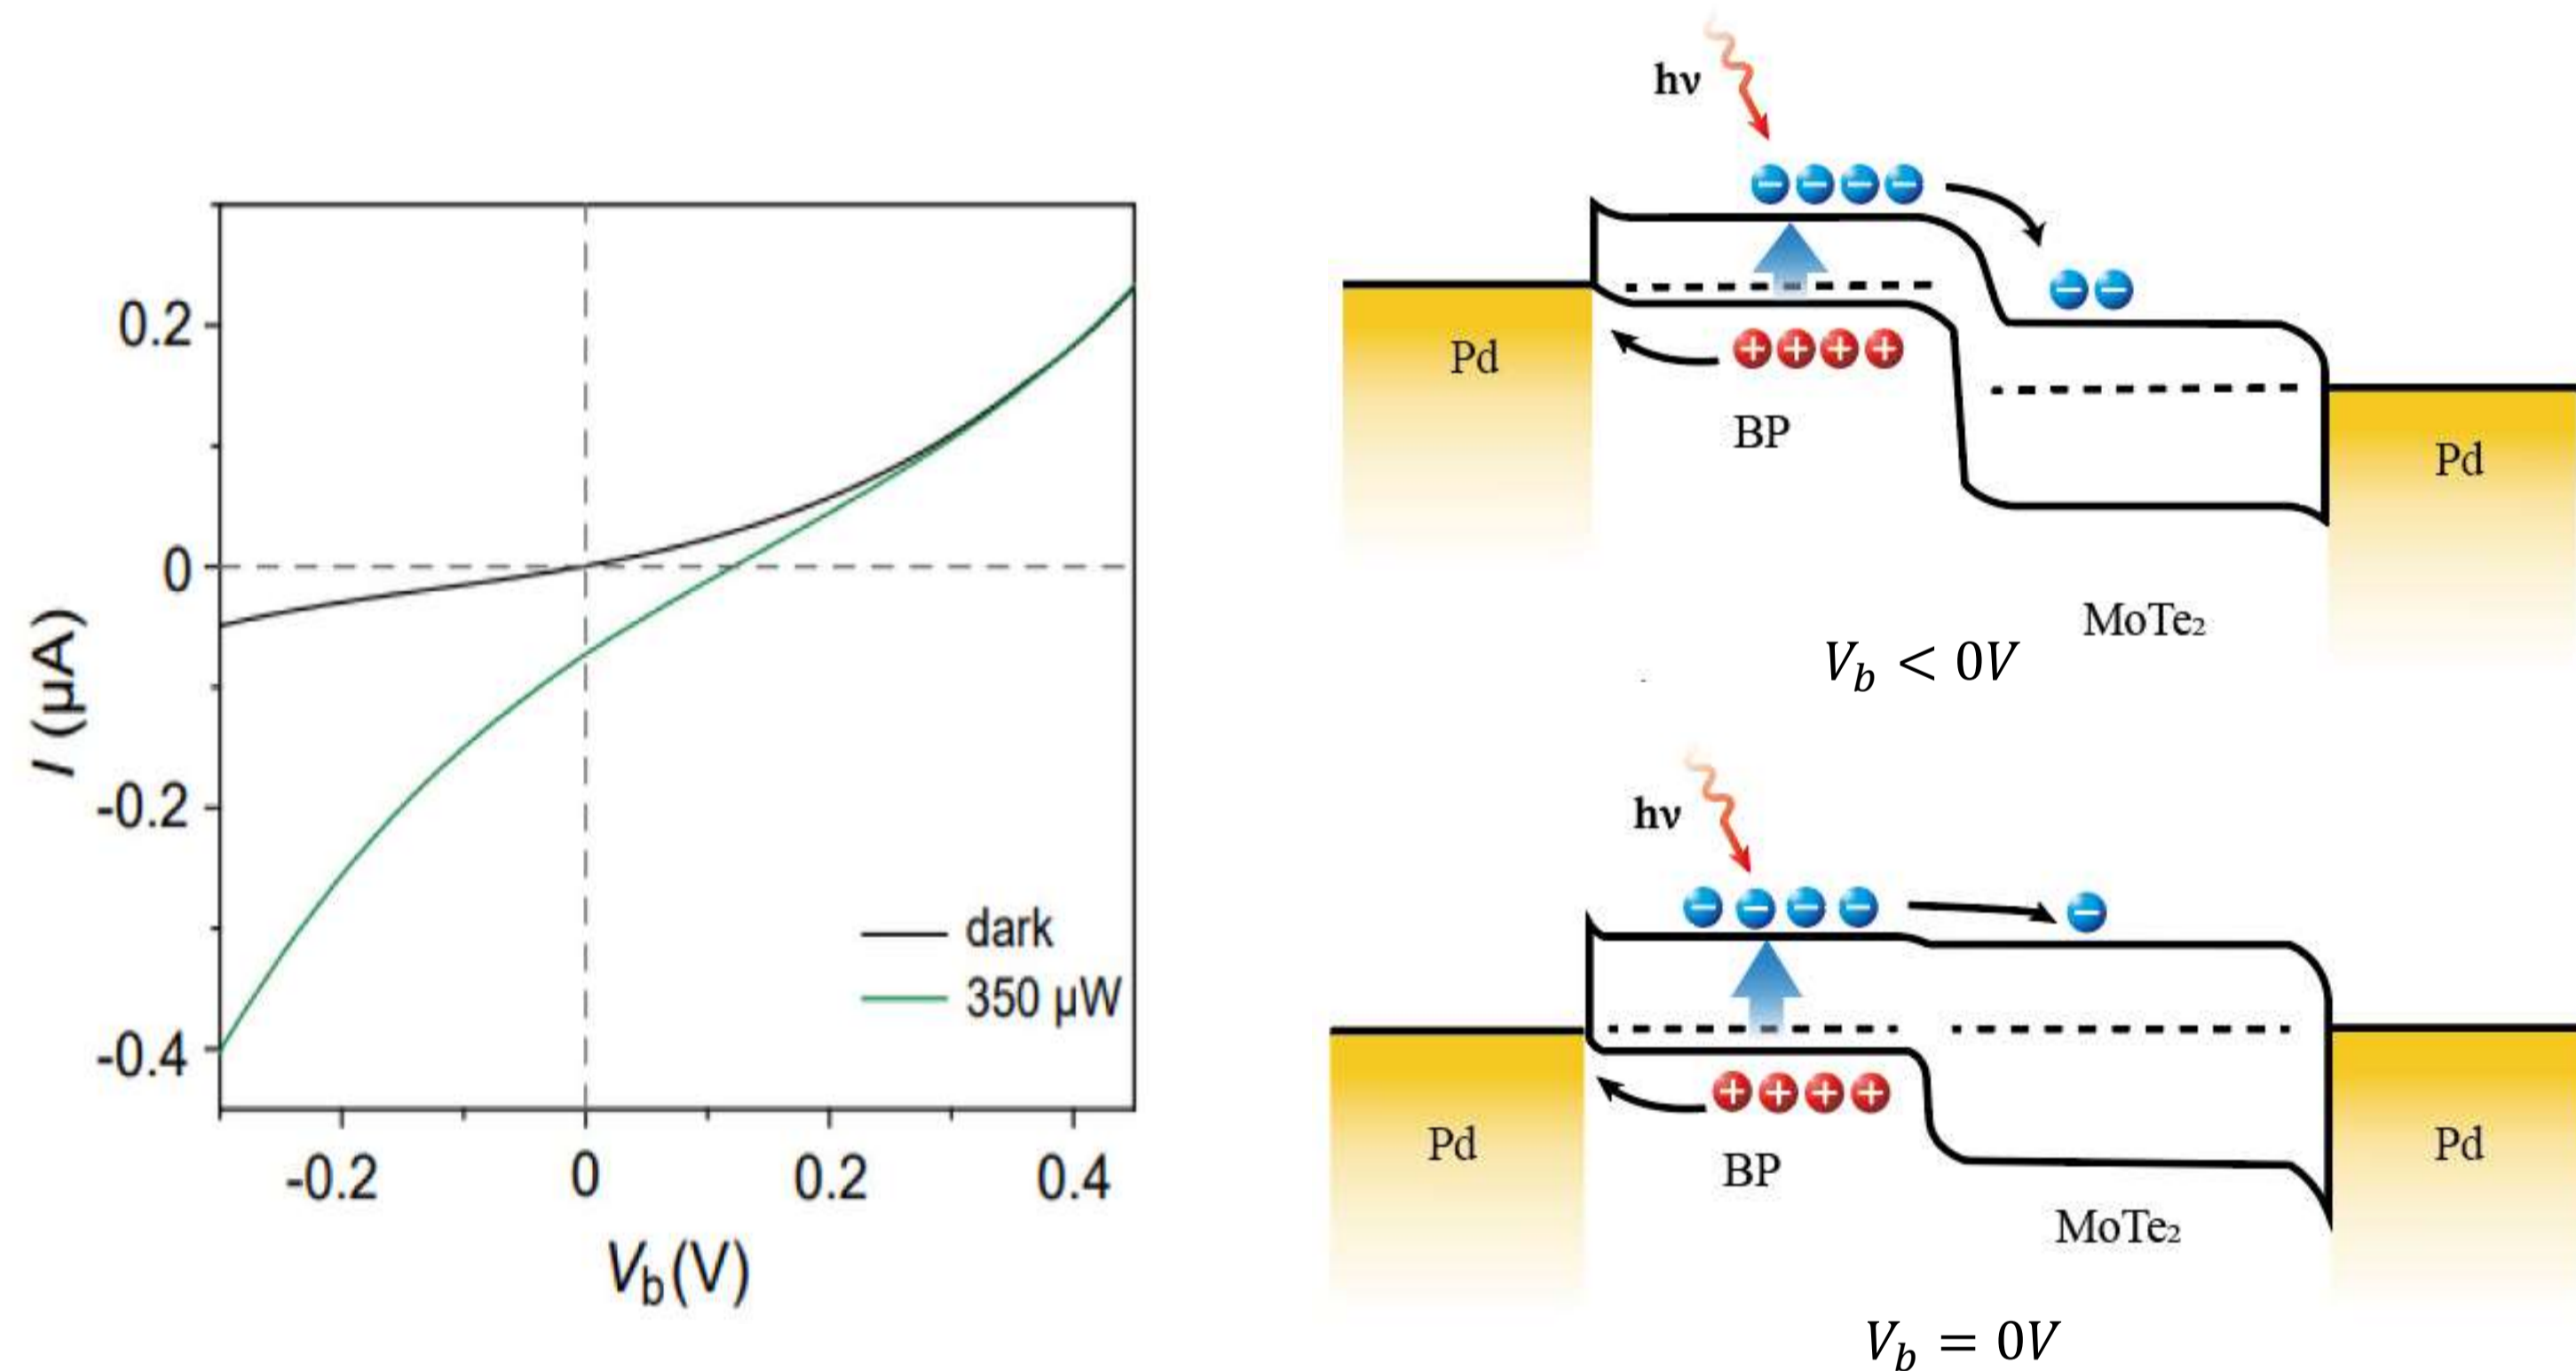 0.2
0
-0.2
-0.4
I (μA)
-0.2
0
0.2
0.4
V_b (V)
dark
350 μW
hν
− − − −
− −
+ + + +
Pd
BP
Pd
MoTe₂
V_b < 0V
hν
− − − −
−
+ + + +
Pd
BP
Pd
MoTe₂
V_b = 0V